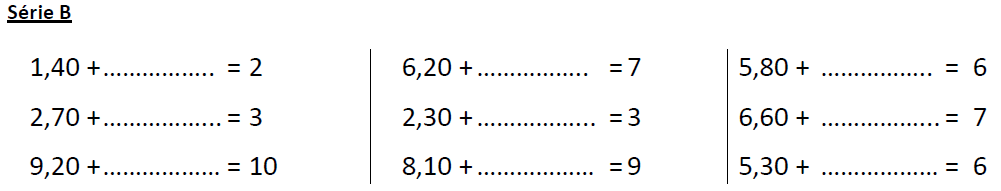 Série B
1,40 +................. = 2 6,20 +................. = 7 5,80 + ................. = 6
2,70 +.................. = 3 2,30 +.................. = 3 6,60 + .................. = 7
9,20 +.................. = 10 8,10 +.................. = 9 5,30 + .................. = 6